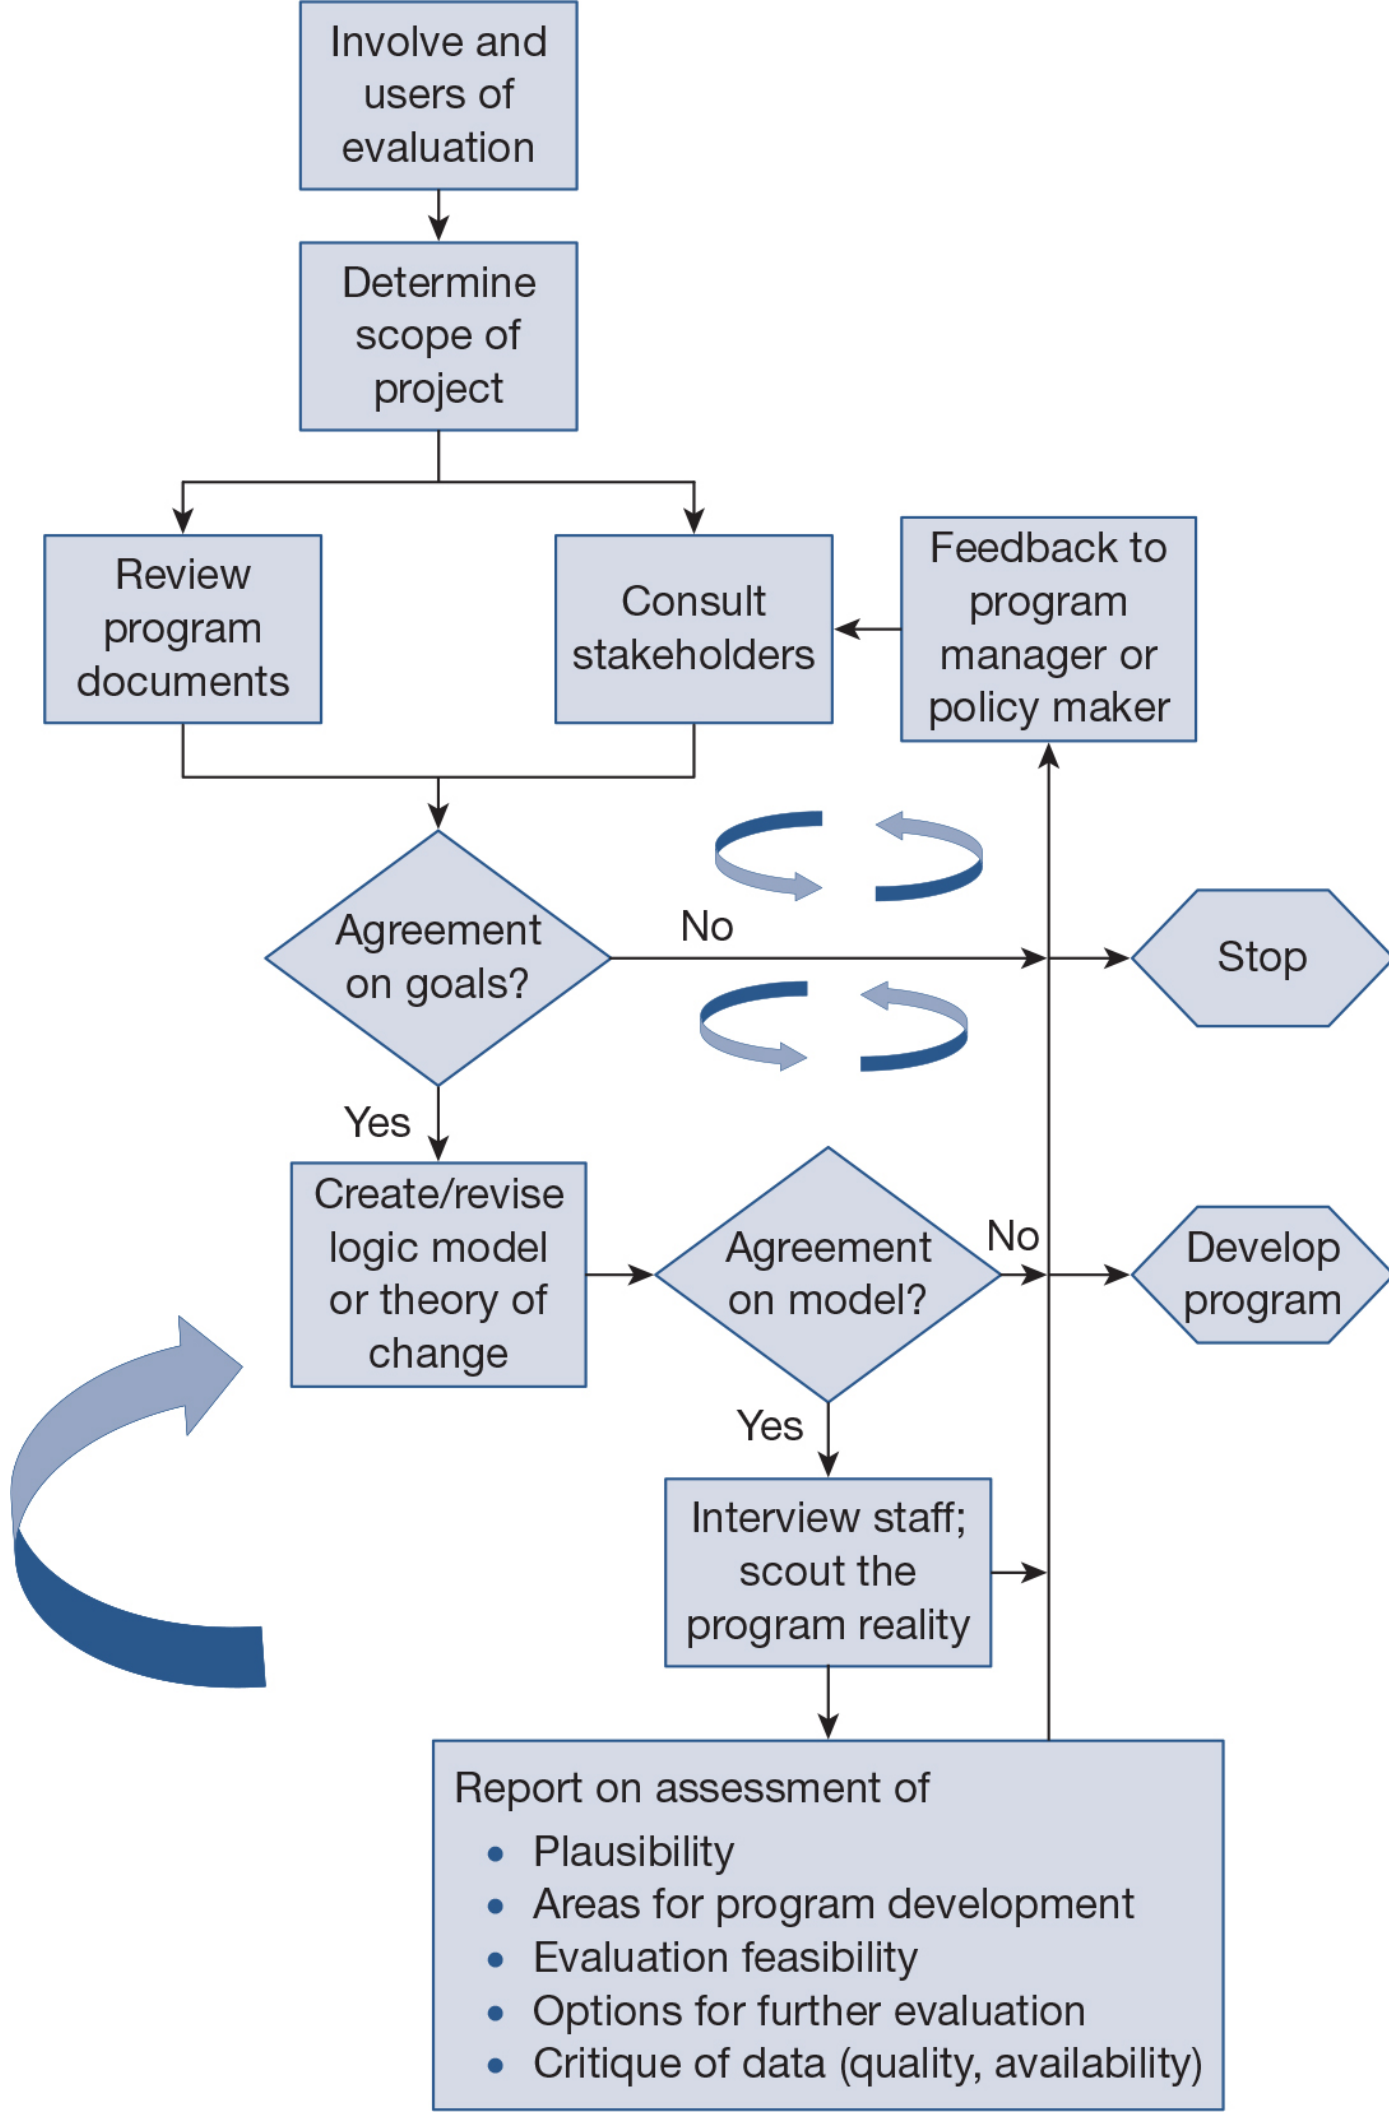 Involve and
users of
evaluation
Determine
scope of
project
Review
program
documents
Consult
stakeholders
Feedback to
program
manager or
policy maker
Agreement
on goals?
No
Stop
Yes
Create/revise
logic model
or theory of
change
Agreement
on model?
No
Develop
program
Yes
Interview staff;
scout the
program reality
Report on assessment of
• Plausibility
• Areas for program development
• Evaluation feasibility
• Options for further evaluation
• Critique of data (quality, availability)